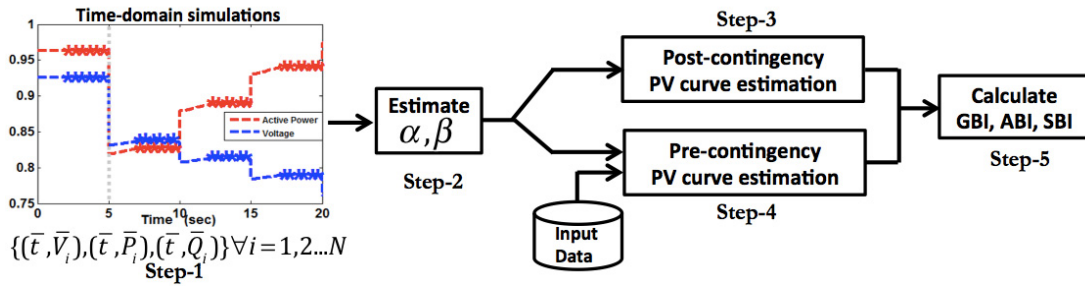 Time-domain simulations
1
0.95
0.9
0.85
0.8
0.75
Active Power
Voltage
0 5 10 15 20
Time (sec)
{(t̅,V̅ᵢ),(t̅,P̅ᵢ),(t̅,Q̅ᵢ)}∀i=1,2...N
Step-1
Estimate
α,β
Step-2
Step-3
Post-contingency
PV curve estimation
Pre-contingency
PV curve estimation
Step-4
Input
Data
Calculate
GBI, ABI, SBI
Step-5